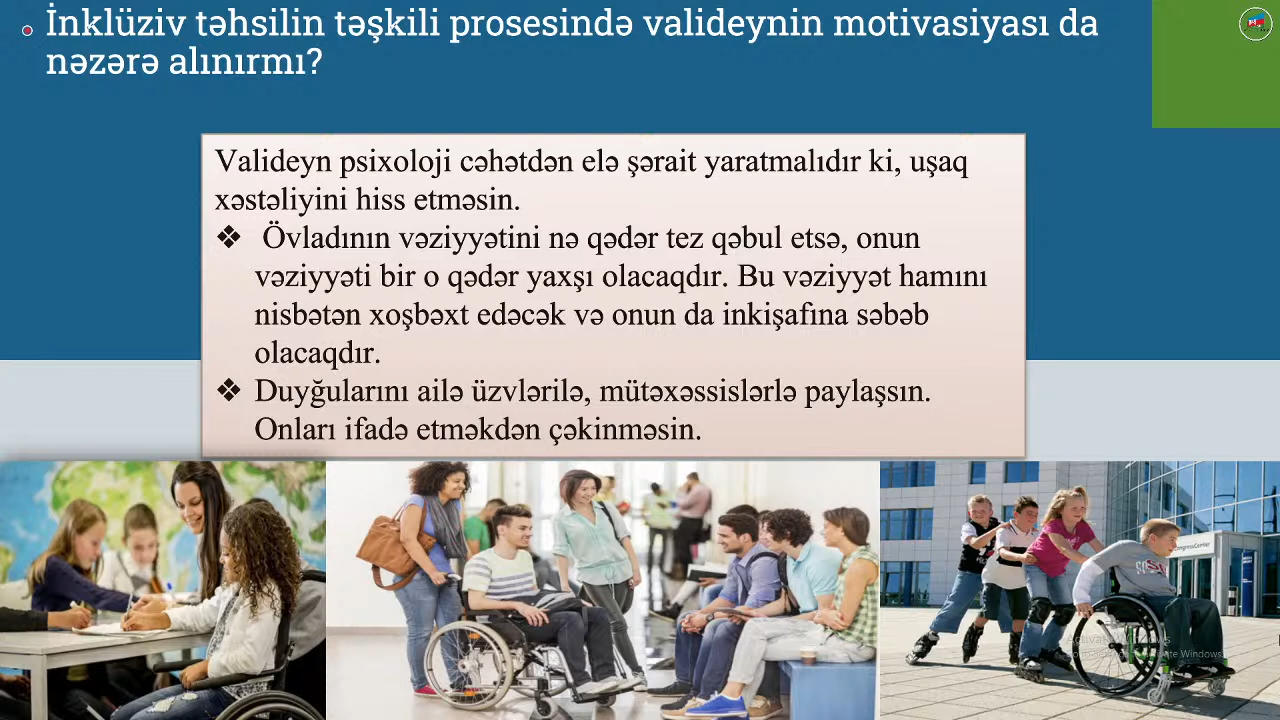 İnklüziv təhsilin təşkili prosesində valideynin motivasiyası da
nəzərə alınırmı?
Valideyn psixoloji cəhətdən elə şərait yaratmalıdır ki, uşaq
xəstəliyini hiss etməsin.
❖ Övladının vəziyyətini nə qədər tez qəbul etsə, onun
vəziyyəti bir o qədər yaxşı olacaqdır. Bu vəziyyət hamını
nisbətən xoşbəxt edəcək və onun da inkişafına səbəb
olacaqdır.
❖ Duyğularını ailə üzvlərilə, mütəxəssislərlə paylaşsın.
Onları ifadə etməkdən çəkinməsin.